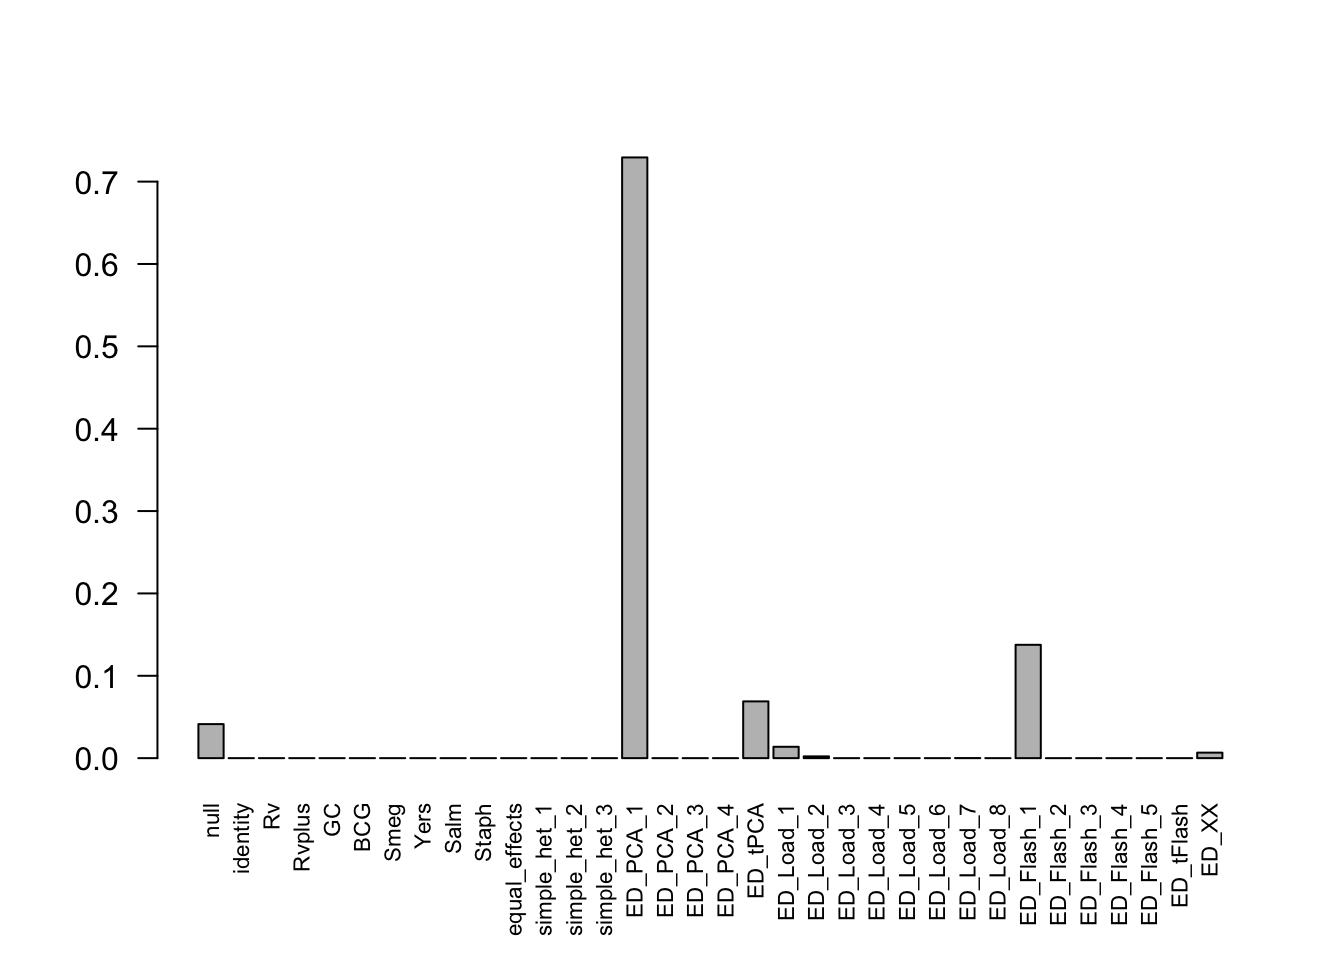 0.7
0.6
0.5
0.4
0.3
0.2
0.1
0.0
null
identity
Rv
Rvplus
GC
BCG
Smeg
Yers
Salm
Staph
equal_effects
simple_het_1
simple_het_2
simple_het_3
ED_PCA_1
ED_PCA_2
ED_PCA_3
ED_PCA_4
ED_tPCA
ED_Load_1
ED_Load_2
ED_Load_3
ED_Load_4
ED_Load_5
ED_Load_6
ED_Load_7
ED_Load_8
ED_Flash_1
ED_Flash_2
ED_Flash_3
ED_Flash_4
ED_Flash_5
ED_tFlash
ED_XX